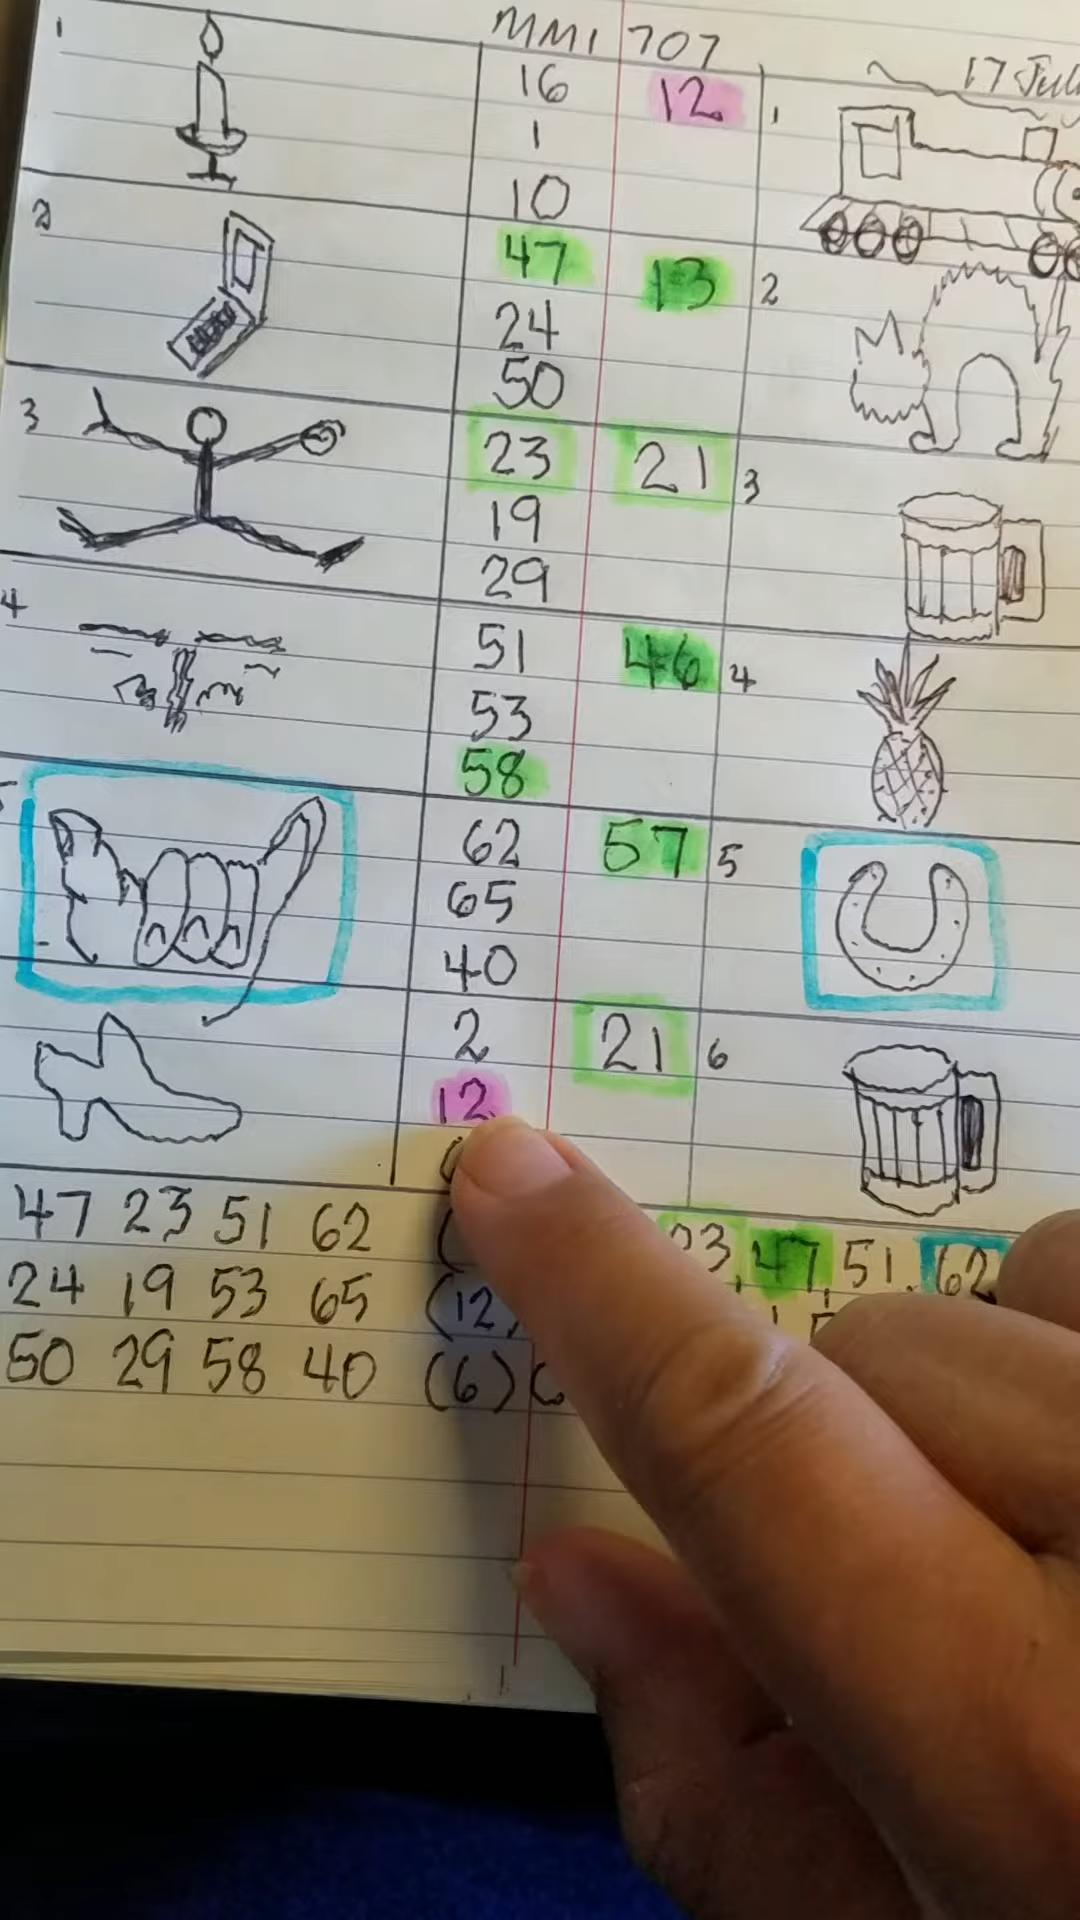 MM1 707
17 Jul
1 16 12 1
1
10
2 47 13 2
24
50
3 23 21 3
19
29
4 51 46 4
53
58
62 57 5
65
40
2 21 6
12
47 23 51 62 ( 23, 47, 51, 62
24 19 53 65 (12,
50 29 58 40 (6) (